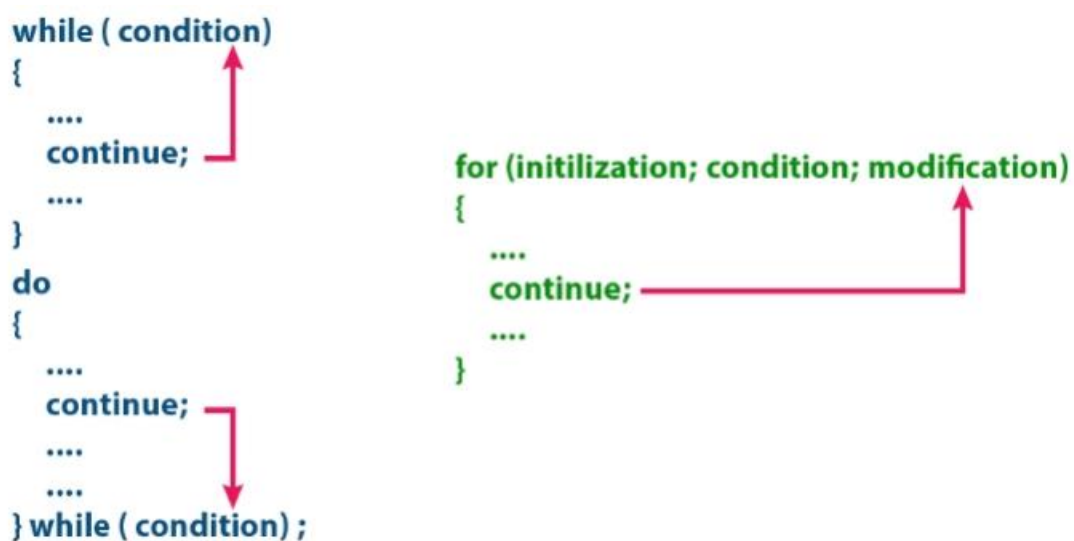 while ( condition)
{
....
continue;
....
}
do
{
....
continue;
....
....
} while ( condition) ;
for (initilization; condition; modification)
{
....
continue;
....
}